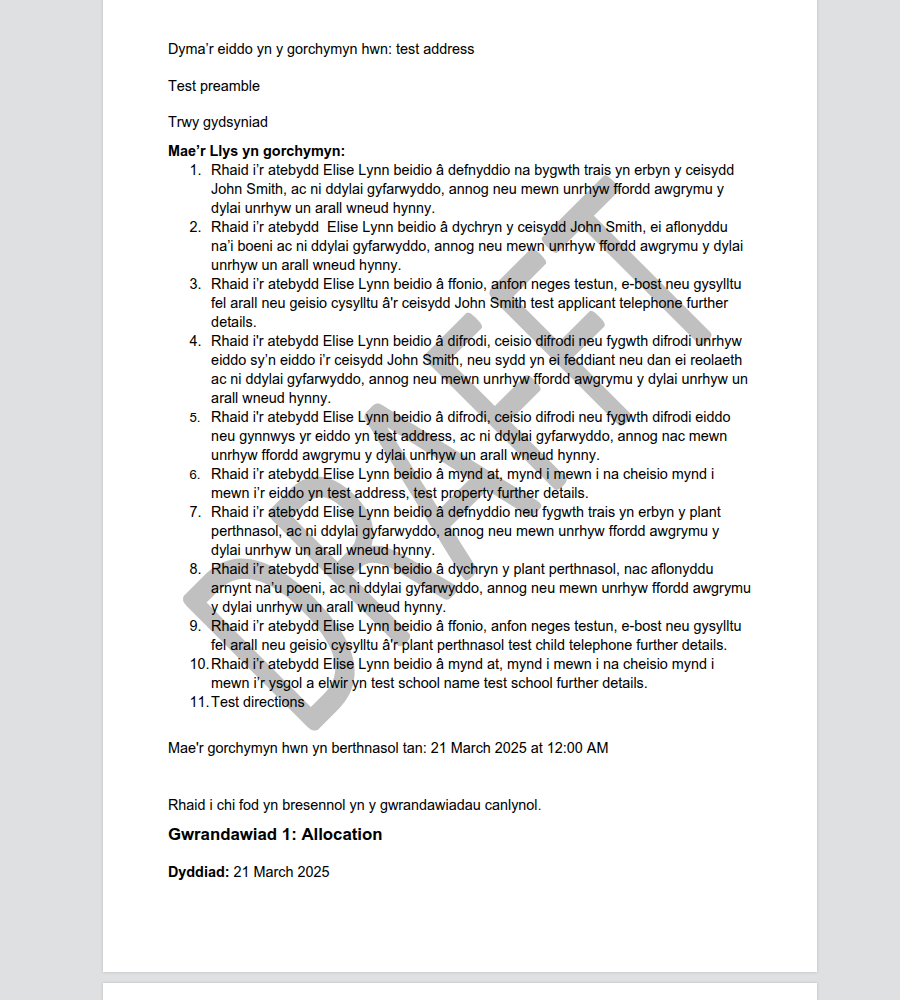 Dyma’r eiddo yn y gorchymyn hwn: test address
Test preamble
Trwy gydsyniad
Mae’r Llys yn gorchymyn:
1. Rhaid i’r atebydd Elise Lynn beidio â defnyddio na bygwth trais yn erbyn y ceisydd
John Smith, ac ni ddylai gyfarwyddo, annog neu mewn unrhyw ffordd awgrymu y
dylai unrhyw un arall wneud hynny.
2. Rhaid i’r atebydd  Elise Lynn beidio â dychryn y ceisydd John Smith, ei aflonyddu
na’i boeni ac ni ddylai gyfarwyddo, annog neu mewn unrhyw ffordd awgrymu y dylai
unrhyw un arall wneud hynny.
3. Rhaid i’r atebydd Elise Lynn beidio â ffonio, anfon neges testun, e-bost neu gysylltu
fel arall neu geisio cysylltu â'r ceisydd John Smith test applicant telephone further
details.
4. Rhaid i'r atebydd Elise Lynn beidio â difrodi, ceisio difrodi neu fygwth difrodi unrhyw
eiddo sy’n eiddo i’r ceisydd John Smith, neu sydd yn ei feddiant neu dan ei reolaeth
ac ni ddylai gyfarwyddo, annog neu mewn unrhyw ffordd awgrymu y dylai unrhyw un
arall wneud hynny.
5. Rhaid i'r atebydd Elise Lynn beidio â difrodi, ceisio difrodi neu fygwth difrodi eiddo
neu gynnwys yr eiddo yn test address, ac ni ddylai gyfarwyddo, annog nac mewn
unrhyw ffordd awgrymu y dylai unrhyw un arall wneud hynny.
6. Rhaid i’r atebydd Elise Lynn beidio â mynd at, mynd i mewn i na cheisio mynd i
mewn i’r eiddo yn test address, test property further details.
7. Rhaid i’r atebydd Elise Lynn beidio â defnyddio neu fygwth trais yn erbyn y plant
perthnasol, ac ni ddylai gyfarwyddo, annog neu mewn unrhyw ffordd awgrymu y
dylai unrhyw un arall wneud hynny.
8. Rhaid i’r atebydd Elise Lynn beidio â dychryn y plant perthnasol, nac aflonyddu
arnynt na’u poeni, ac ni ddylai gyfarwyddo, annog neu mewn unrhyw ffordd awgrymu
y dylai unrhyw un arall wneud hynny.
9. Rhaid i’r atebydd Elise Lynn beidio â ffonio, anfon neges testun, e-bost neu gysylltu
fel arall neu geisio cysylltu â'r plant perthnasol test child telephone further details.
10. Rhaid i’r atebydd Elise Lynn beidio â mynd at, mynd i mewn i na cheisio mynd i
mewn i’r ysgol a elwir yn test school name test school further details.
11. Test directions
Mae'r gorchymyn hwn yn berthnasol tan: 21 March 2025 at 12:00 AM
Rhaid i chi fod yn bresennol yn y gwrandawiadau canlynol.
Gwrandawiad 1: Allocation
Dyddiad: 21 March 2025
DRAFFT